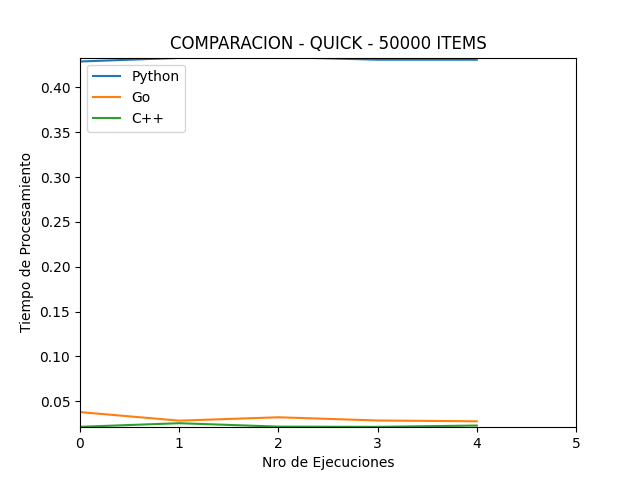 COMPARACION - QUICK - 50000 ITEMS
Python
Go
C++
0.40
0.35
0.30
0.25
0.20
0.15
0.10
0.05
Tiempo de Procesamiento
0 1 2 3 4 5
Nro de Ejecuciones